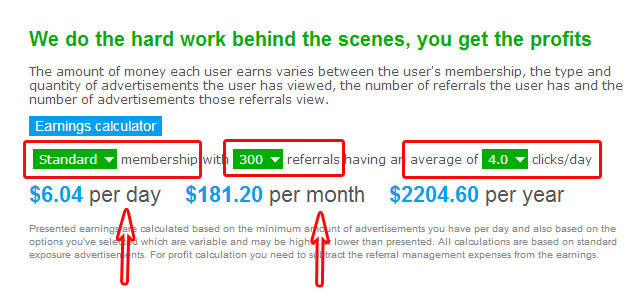 We do the hard work behind the scenes, you get the profits
The amount of money each user earns varies between the user's membership, the type and
quantity of advertisements the user has viewed, the number of referrals the user has and the
number of advertisements those referrals view.
Earnings calculator
Standard membership with 300 referrals having an average of 4.0 clicks/day
$6.04 per day $181.20 per month $2204.60 per year
Presented earnings are calculated based on the minimum amount of advertisements you have per day and also based on the
options you've selected which are variable and may be higher or lower than presented. All calculations are based on standard
exposure advertisements. For profit calculation you need to subtract the referral management expenses from the earnings.